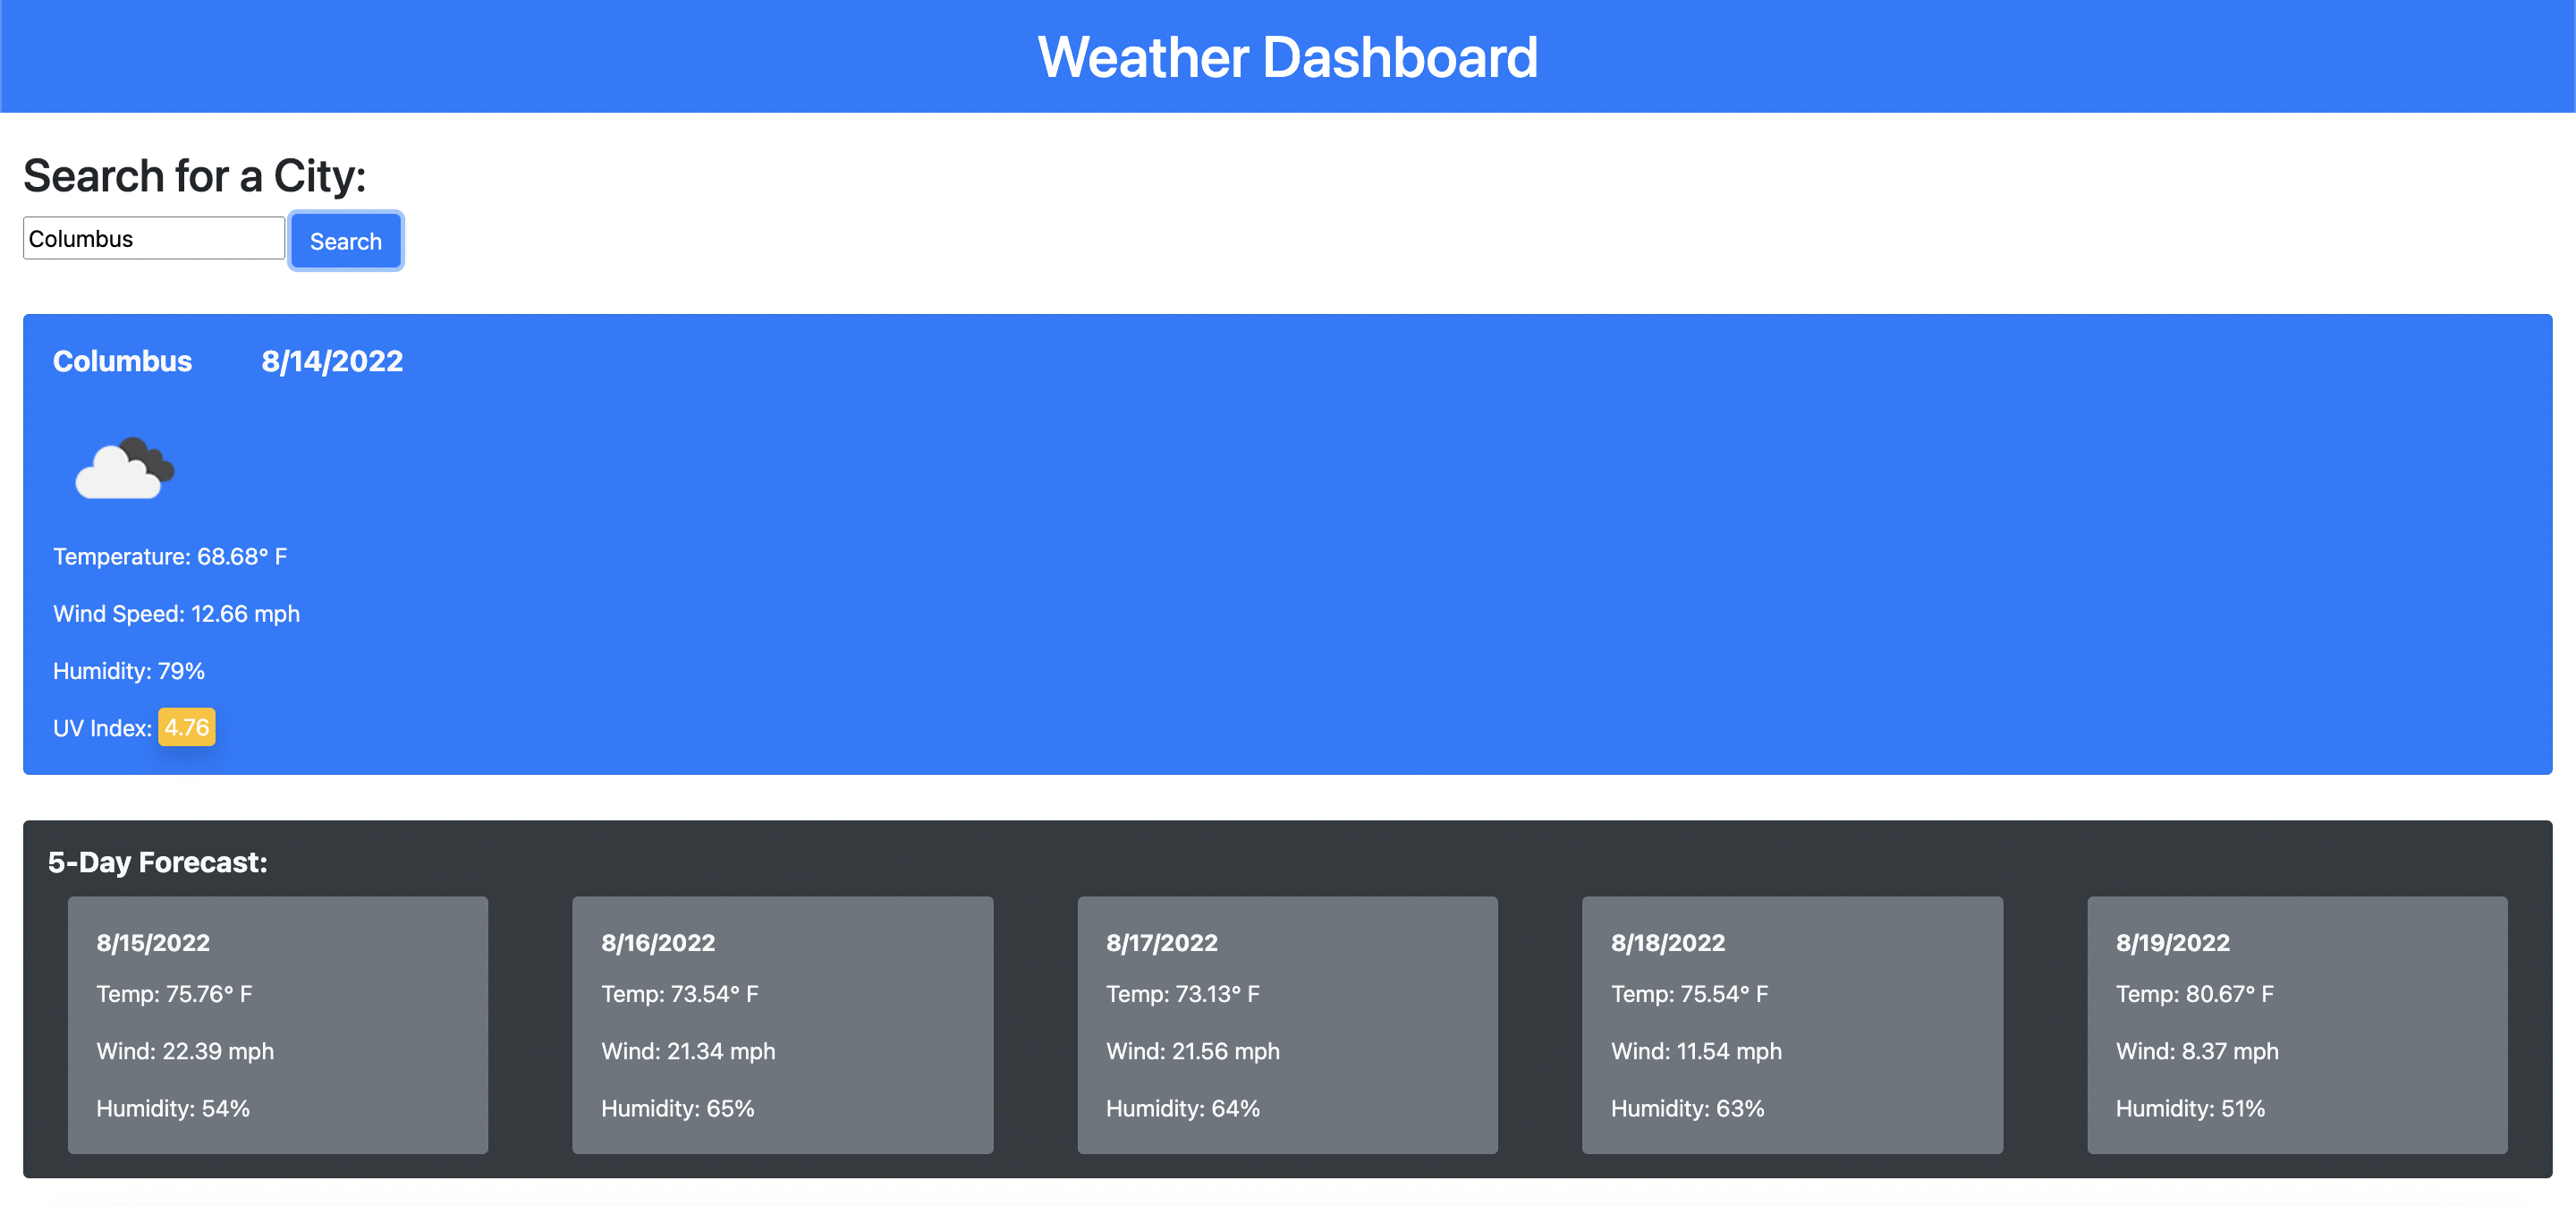 Weather Dashboard
Search for a City:
Columbus Search
Columbus 8/14/2022
Temperature: 68.68° F
Wind Speed: 12.66 mph
Humidity: 79%
UV Index: 4.76
5-Day Forecast:
8/15/2022
Temp: 75.76° F
Wind: 22.39 mph
Humidity: 54%
8/16/2022
Temp: 73.54° F
Wind: 21.34 mph
Humidity: 65%
8/17/2022
Temp: 73.13° F
Wind: 21.56 mph
Humidity: 64%
8/18/2022
Temp: 75.54° F
Wind: 11.54 mph
Humidity: 63%
8/19/2022
Temp: 80.67° F
Wind: 8.37 mph
Humidity: 51%